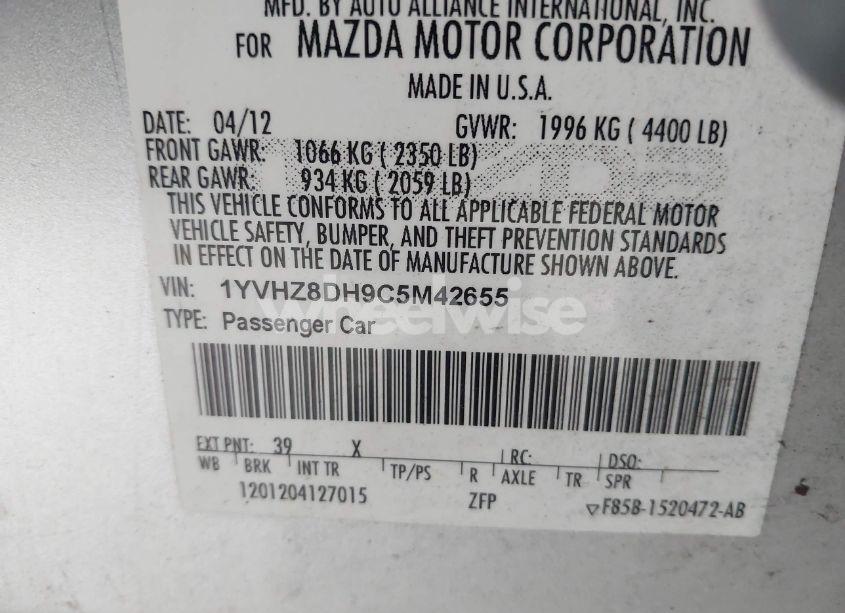 MFD. BY AUTO ALLIANCE INTERNATIONAL, INC.
FOR MAZDA MOTOR CORPORATION
MADE IN U.S.A.
DATE: 04/12 GVWR: 1996 KG ( 4400 LB)
FRONT GAWR: 1066 KG ( 2350 LB)
REAR GAWR: 934 KG ( 2059 LB)
THIS VEHICLE CONFORMS TO ALL APPLICABLE FEDERAL MOTOR
VEHICLE SAFETY, BUMPER, AND THEFT PREVENTION STANDARDS
IN EFFECT ON THE DATE OF MANUFACTURE SHOWN ABOVE.
VIN: 1YVHZ8DH9C5M42655
wheelwise
TYPE: Passenger Car
EXT PNT: 39 X RC: DSO:
WB BRK INT TR TP/PS R AXLE TR SPR
1201204127015 ZFP F85B-1520472-AB